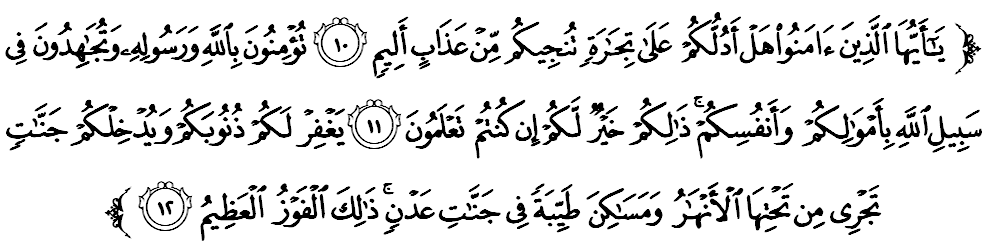 ﴿ يَٰٓأَيُّهَا ٱلَّذِينَ ءَامَنُوا۟ هَلْ أَدُلُّكُمْ عَلَىٰ تِجَٰرَةٍ تُنجِيكُم مِّنْ عَذَابٍ أَلِيمٍ ١٠ تُؤْمِنُونَ بِٱللَّهِ وَرَسُولِهِۦ وَتُجَٰهِدُونَ فِى
سَبِيلِ ٱللَّهِ بِأَمْوَٰلِكُمْ وَأَنفُسِكُمْ ۚ ذَٰلِكُمْ خَيْرٌ لَّكُمْ إِن كُنتُمْ تَعْلَمُونَ ١١ يَغْفِرْ لَكُمْ ذُنُوبَكُمْ وَيُدْخِلْكُمْ جَنَّٰتٍ
تَجْرِى مِن تَحْتِهَا ٱلْأَنْهَٰرُ وَمَسَٰكِنَ طَيِّبَةً فِى جَنَّٰتِ عَدْنٍ ۚ ذَٰلِكَ ٱلْفَوْزُ ٱلْعَظِيمُ ١٢ ﴾